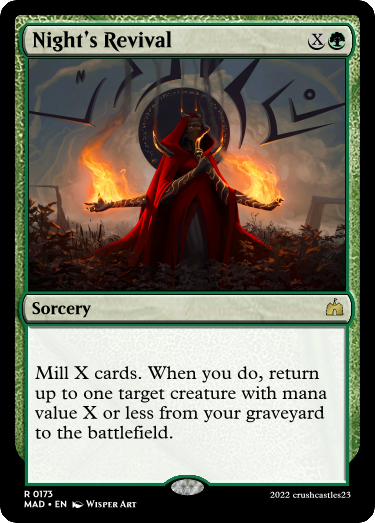 Night's Revival X
Sorcery
Mill X cards. When you do, return
up to one target creature with mana
value X or less from your graveyard
to the battlefield.
R 0173
MAD • EN Wisper Art
2022 crushcastles23